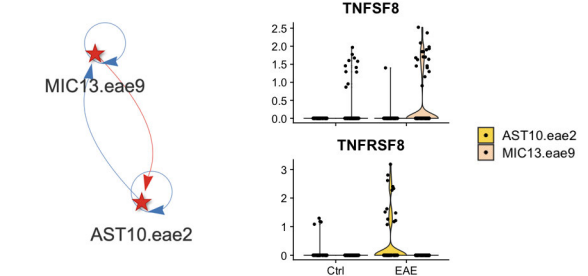 MIC13.eae9
AST10.eae2
TNFSF8
2.5
2.0
1.5
1.0
0.5
0.0
TNFRSF8
3
2
1
0
Ctrl EAE
AST10.eae2
MIC13.eae9